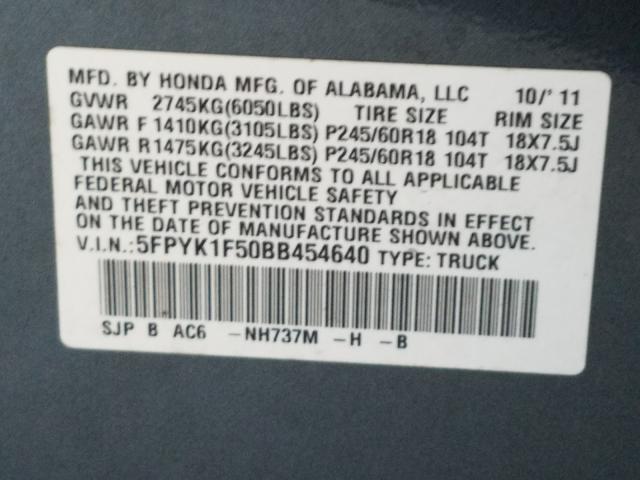 MFD. BY HONDA MFG. OF ALABAMA, LLC 10/' 11
GVWR 2745KG(6050LBS) TIRE SIZE RIM SIZE
GAWR F 1410KG(3105LBS) P245/60R18 104T 18X7.5J
GAWR R1475KG(3245LBS) P245/60R18 104T 18X7.5J
THIS VEHICLE CONFORMS TO ALL APPLICABLE
FEDERAL MOTOR VEHICLE SAFETY
AND THEFT PREVENTION STANDARDS IN EFFECT
ON THE DATE OF MANUFACTURE SHOWN ABOVE.
V.I.N.:5FPYK1F50BB454640 TYPE: TRUCK
SJP B AC6 -NH737M -H -B